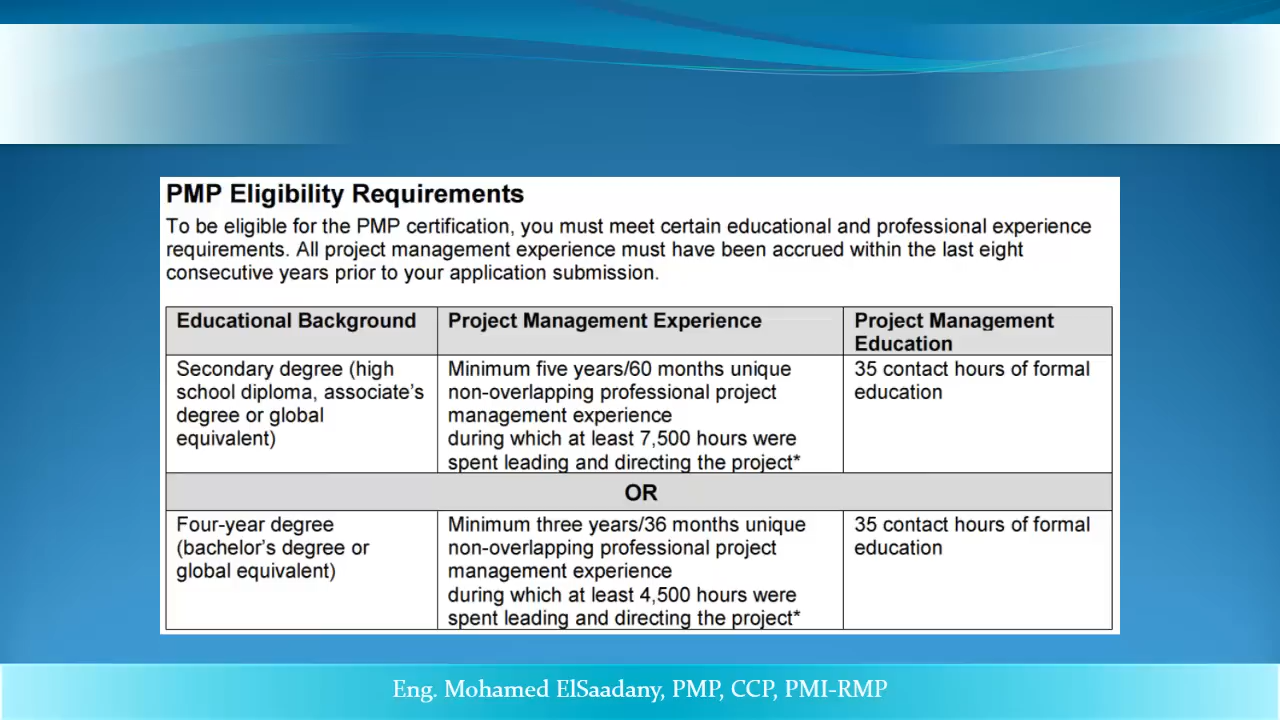 PMP Eligibility Requirements
To be eligible for the PMP certification, you must meet certain educational and professional experience
requirements. All project management experience must have been accrued within the last eight
consecutive years prior to your application submission.
Educational Background
Project Management Experience
Project Management
Education
Secondary degree (high
school diploma, associate's
degree or global
equivalent)
Minimum five years/60 months unique
non-overlapping professional project
management experience
during which at least 7,500 hours were
spent leading and directing the project*
35 contact hours of formal
education
OR
Four-year degree
(bachelor's degree or
global equivalent)
Minimum three years/36 months unique
non-overlapping professional project
management experience
during which at least 4,500 hours were
spent leading and directing the project*
35 contact hours of formal
education
Eng. Mohamed ElSaadany, PMP, CCP, PMI-RMP